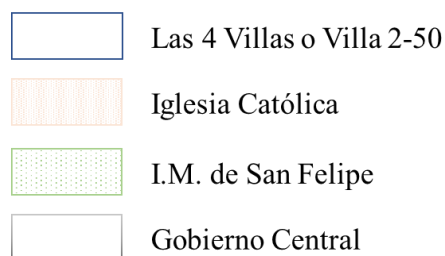 Las 4 Villas o Villa 2-50
Iglesia Católica
I.M. de San Felipe
Gobierno Central